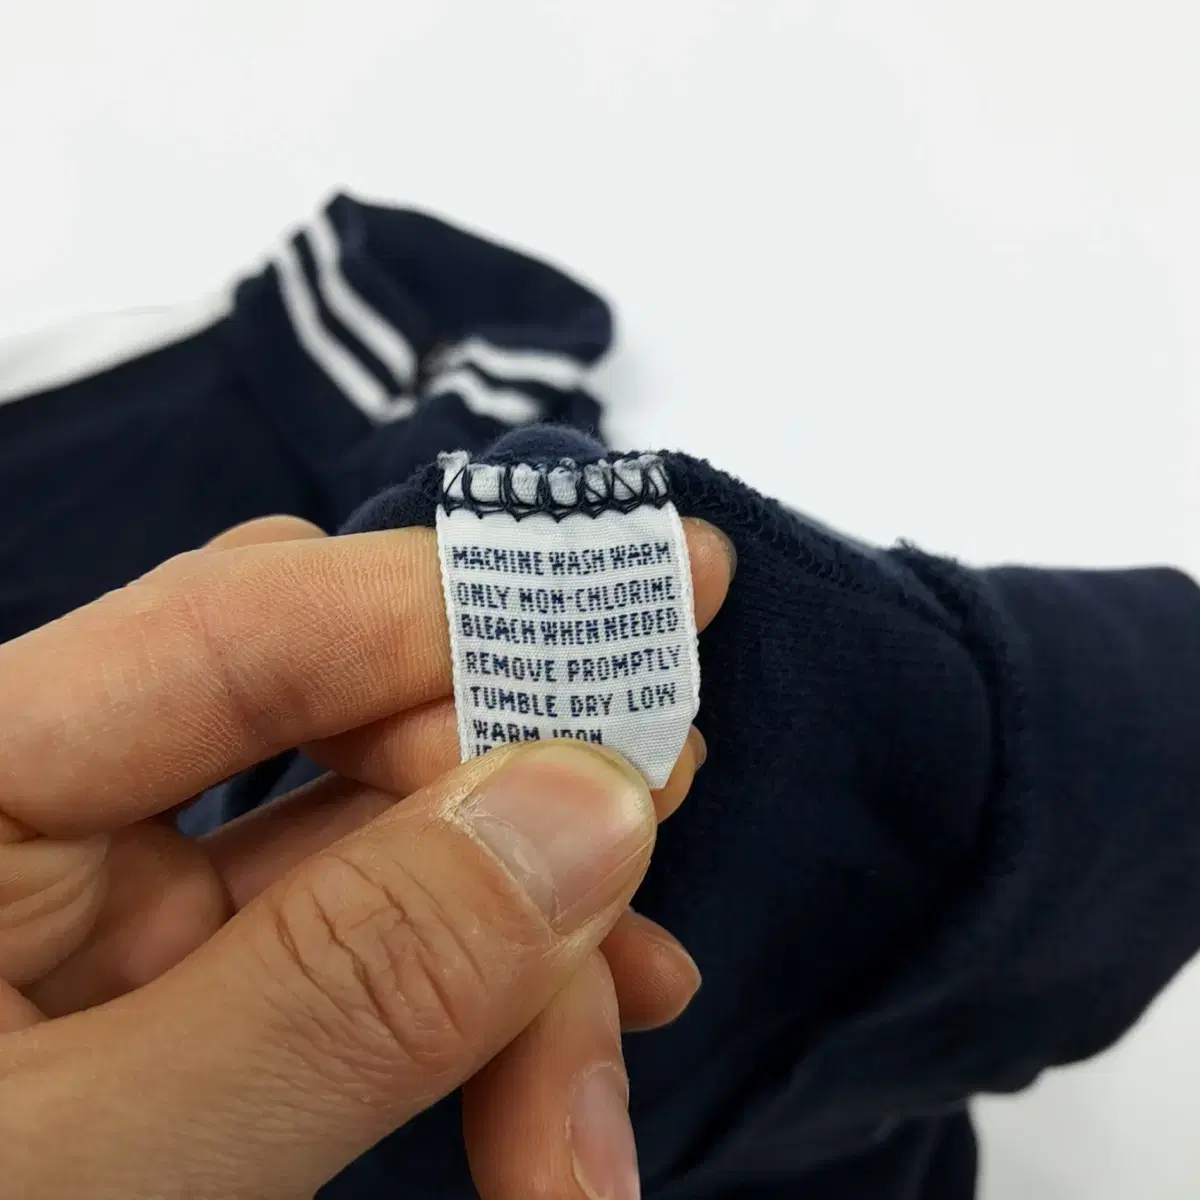 MACHINE WASH WARM
ONLY NON-CHLORINE
BLEACH WHEN NEEDED
REMOVE PROMPTLY
TUMBLE DRY LOW
WARM IRON